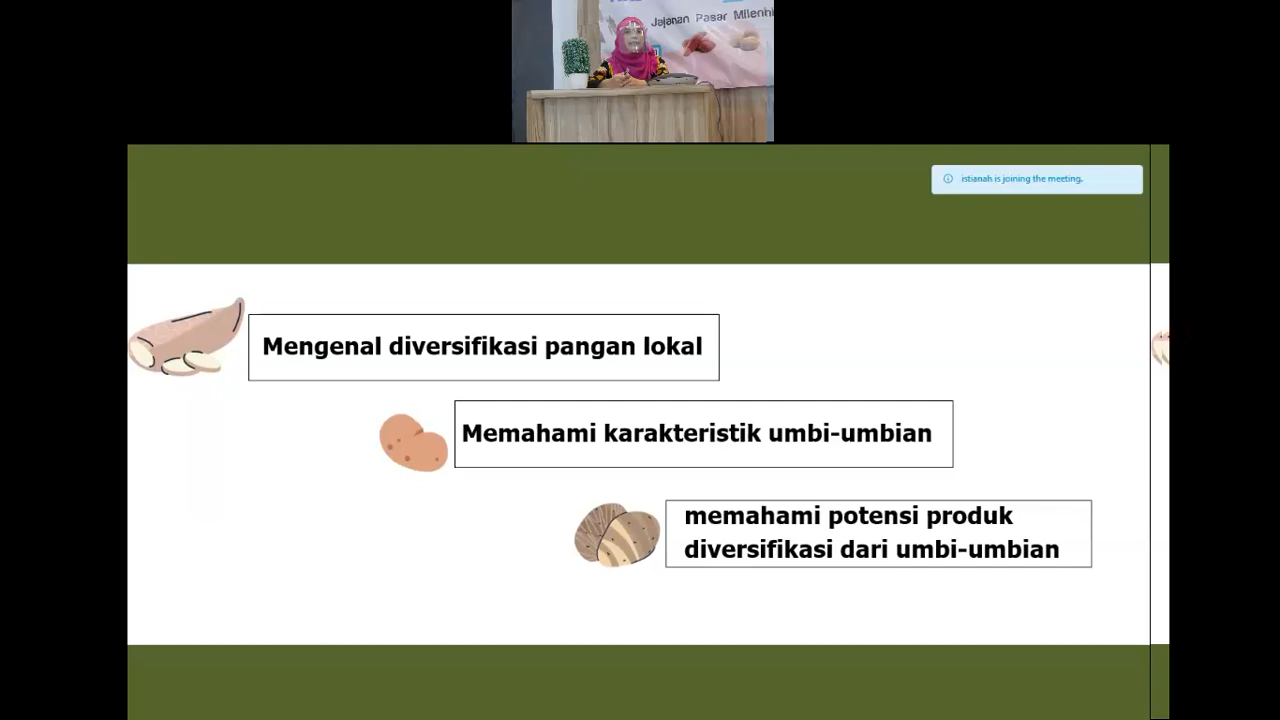 Jajanan Pasar
istianah is joining the meeting.
Mengenal diversifikasi pangan lokal
Memahami karakteristik umbi-umbian
memahami potensi produk
diversifikasi dari umbi-umbian